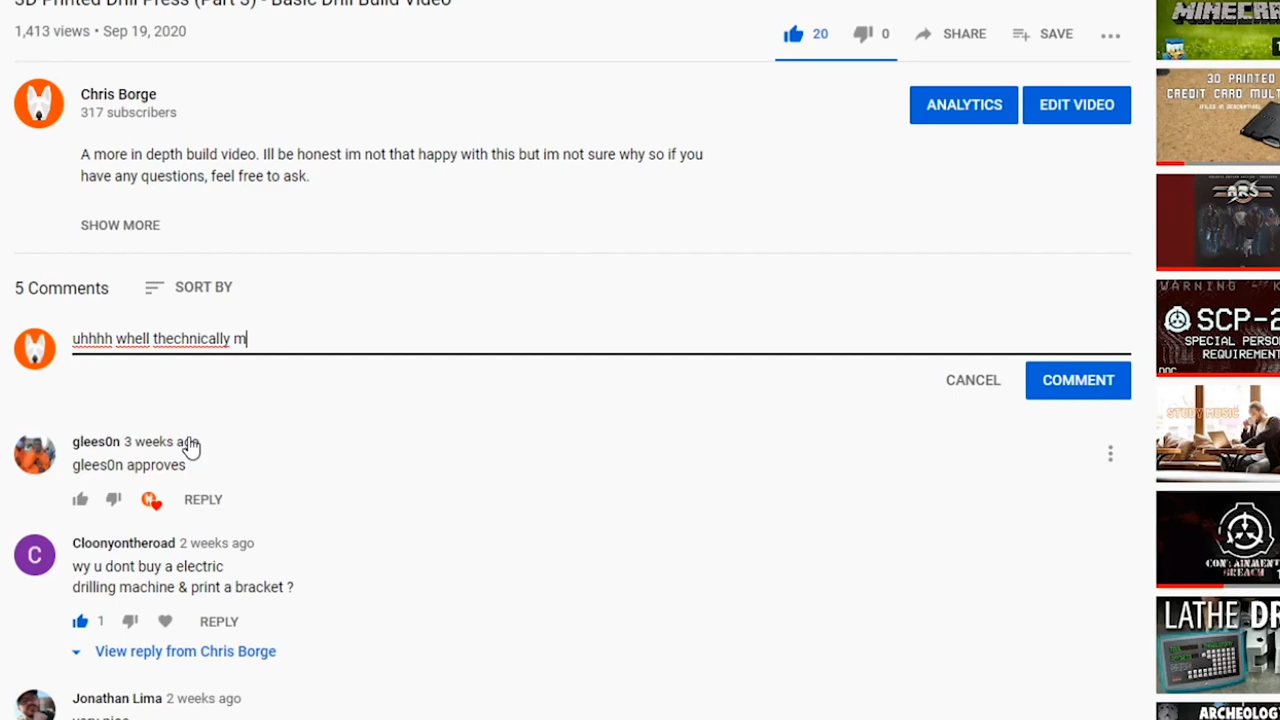 3D Printed Drill Press (Part 3) - Basic Drill Build Video
1,413 views • Sep 19, 2020
20
0
SHARE
SAVE
Chris Borge
317 subscribers
ANALYTICS
EDIT VIDEO
A more in depth build video. Ill be honest im not that happy with this but im not sure why so if you
have any questions, feel free to ask.
SHOW MORE
5 Comments
SORT BY
uhhhh whell thechnically m
CANCEL
COMMENT
glees0n 3 weeks ago
glees0n approves
REPLY
C
Cloonyontheroad 2 weeks ago
wy u dont buy a electric
drilling machine & print a bracket ?
1
REPLY
View reply from Chris Borge
Jonathan Lima 2 weeks ago
very nice
MINECRA
3D PRINTED
CREDIT CARD MULT
ARS
WARNING - K
SCP-2
SPECIAL PERSO
REQUIREMENT
STUDY MUSIC
CONTAINMENT
BREACH
LATHE DR
ARCHEOLOG